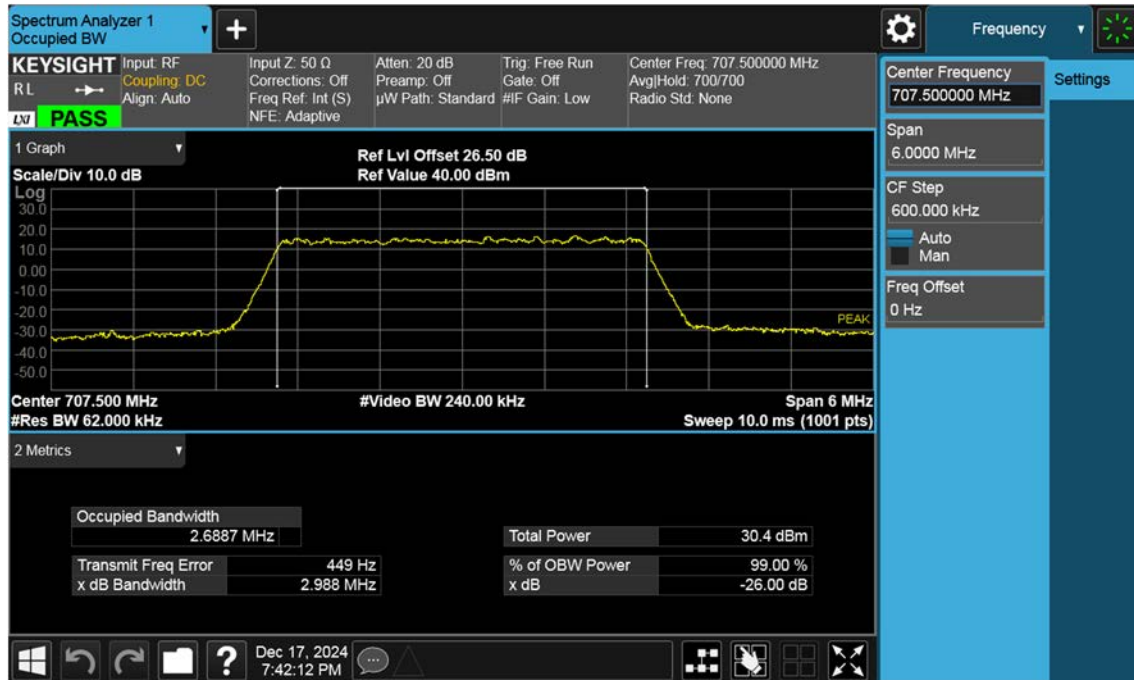 Spectrum Analyzer 1
Occupied BW
+
Frequency
KEYSIGHT
RL
LXI PASS
Input: RF
Coupling: DC
Align: Auto
Input Z: 50 Ω
Corrections: Off
Freq Ref: Int (S)
NFE: Adaptive
Atten: 20 dB
Preamp: Off
µW Path: Standard
Trig: Free Run
Gate: Off
#IF Gain: Low
Center Freq: 707.500000 MHz
Avg|Hold: 700/700
Radio Std: None
Center Frequency
707.500000 MHz
Settings
Span
6.0000 MHz
CF Step
600.000 kHz
Auto
Man
Freq Offset
0 Hz
1 Graph
Ref Lvl Offset 26.50 dB
Scale/Div 10.0 dB
Ref Value 40.00 dBm
Log
30.0
20.0
10.0
0.00
-10.0
-20.0
-30.0
-40.0
-50.0
PEAK
Center 707.500 MHz
#Video BW 240.00 kHz
Span 6 MHz
#Res BW 62.000 kHz
Sweep 10.0 ms (1001 pts)
2 Metrics
Occupied Bandwidth
2.6887 MHz
Total Power 30.4 dBm
Transmit Freq Error 449 Hz
% of OBW Power 99.00 %
x dB Bandwidth 2.988 MHz
x dB -26.00 dB
?
Dec 17, 2024
7:42:12 PM